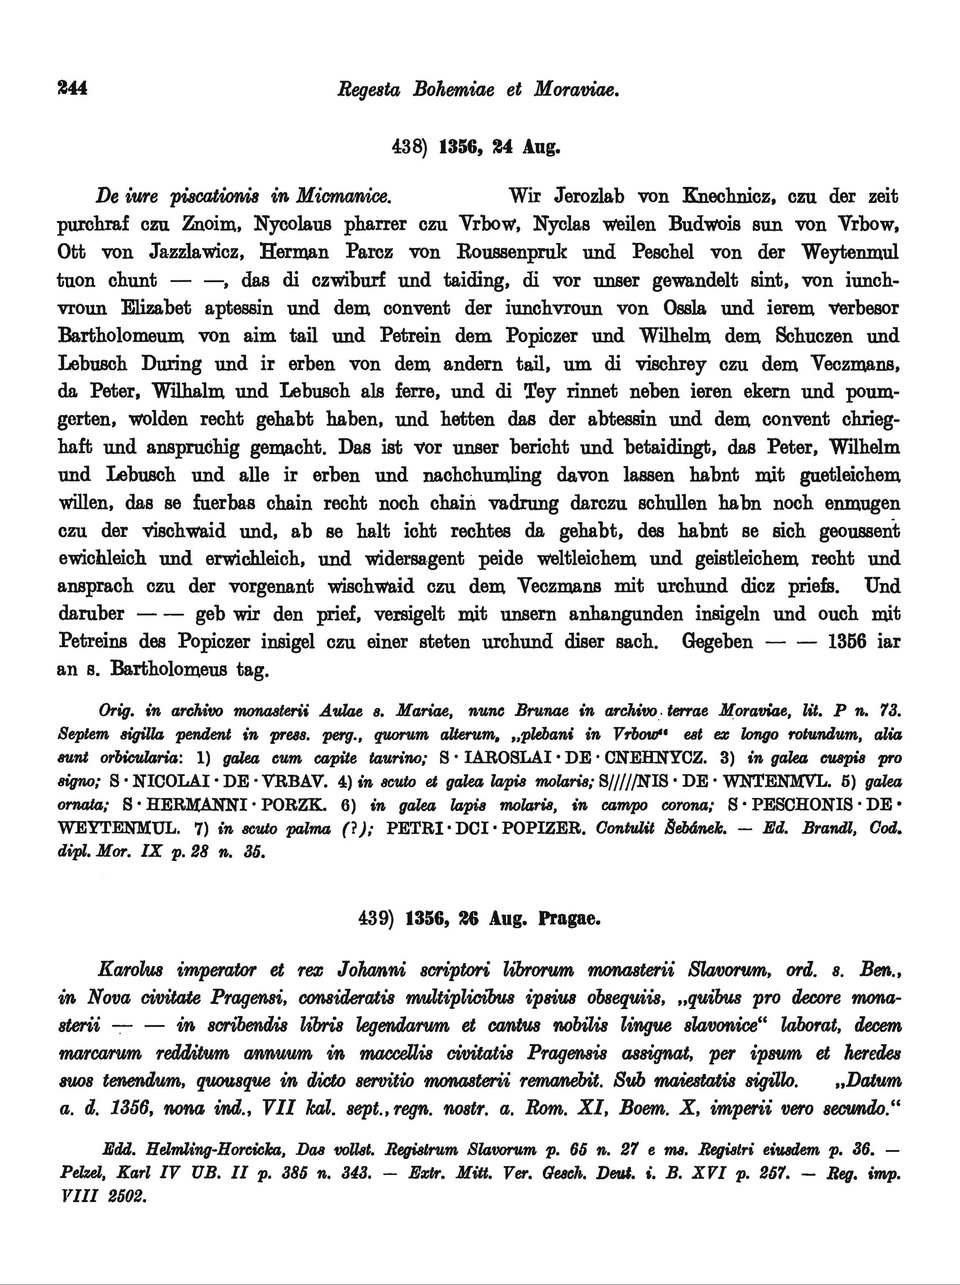 244 Regesta Bohemiae et Moraviae.
438) 1356, 24 Aug.
De iure piscationis in Micmanice. Wir Jerozlab von Knechnicz, czu der zeit
purchraf czu Znoim, Nycolaus pharrer czu Vrbow, Nyclas weilen Budwois sun von Vrbow,
Ott von Jazzlawicz, Herman Parcz von Roussenpruk und Peschel von der Weytenmul
tuon chunt — —, das di czwiburf und taiding, di vor unser gewandelt sint, von iunch-
vroun Elizabet aptessin und dem convent der iunchvroun von Ossla und ierem verbesor
Bartholomeum von aim tail und Petrein dem Popiczer und Wilhelm dem Schuczen und
Lebusch During und ir erben von dem andern tail, um di vischrey czu dem Veczmans,
da Peter, Wilhalm und Lebusch als ferre, und di Tey rinnet neben ieren ekern und poum-
gerten, wolden recht gehabt haben, und hetten das der abtessin und dem convent chrieg-
haft und anspruchig gemacht. Das ist vor unser bericht und betaidingt, das Peter, Wilhelm
und Lebusch und alle ir erben und nachchumling davon lassen habnt mit guetleichem
willen, das se fuerbas chain recht noch chain vadrung darczu schullen habn noch enmugen
czu der vischwaid und, ab se halt icht rechtes da gehabt, des habnt se sich geoussent
ewichleich und erwichleich, und widersagent peide weltleichem und geistleichem recht und
ansprach czu der vorgenant wischwaid czu dem Veczmans mit urchund dicz priefs. Und
daruber — — geb wir den prief, versigelt mit unsern anhangunden insigeln und ouch mit
Petreins des Popiczer insigel czu einer steten urchund diser sach. Gegeben — — 1356 iar
an s. Bartholomeus tag.
Orig. in archivo monasterii Aulae s. Mariae, nunc Brunae in archivo terrae Moraviae, lit. P n. 73.
Septem sigilla pendent in press. perg., quorum alterum, „plebani in Vrbow“ est ex longo rotundum, alia
sunt orbicularia: 1) galea cum capite taurino; S · IAROSLAI · DE · CNEHNYCZ. 3) in galea cuspis pro
signo; S · NICOLAI · DE · VRBAV. 4) in scuto et galea lapis molaris; S/////NIS · DE · WNTENMVL. 5) galea
ornata; S · HERMANNI · PORZK. 6) in galea lapis molaris, in campo corona; S · PESCHONIS · DE ·
WEYTENMUL. 7) in scuto palma (?); PETRI · DCI · POPIZER. Contulit Šebánek. — Ed. Brandl, Cod.
dipl. Mor. IX p. 28 n. 35.
439) 1356, 26 Aug. Pragae.
Karolus imperator et rex Johanni scriptori librorum monasterii Slavorum, ord. s. Ben.,
in Nova civitate Pragensi, consideratis multiplicibus ipsius obsequiis, „quibus pro decore mona-
sterii — — in scribendis libris legendarum et cantus nobilis lingue slavonice“ laborat, decem
marcarum redditum annuum in maccellis civitatis Pragensis assignat, per ipsum et heredes
suos tenendum, quousque in dicto servitio monasterii remanebit. Sub maiestatis sigillo. „Datum
a. d. 1356, nona ind., VII kal. sept., regn. nostr. a. Rom. XI, Boem. X, imperii vero secundo.“
Edd. Helmling-Horcicka, Das vollst. Registrum Slavorum p. 65 n. 27 e ms. Registri eiusdem p. 36. —
Pelzel, Karl IV UB. II p. 385 n. 343. — Extr. Mitt. Ver. Gesch. Deut. i. B. XVI p. 257. — Reg. imp.
VIII 2502.